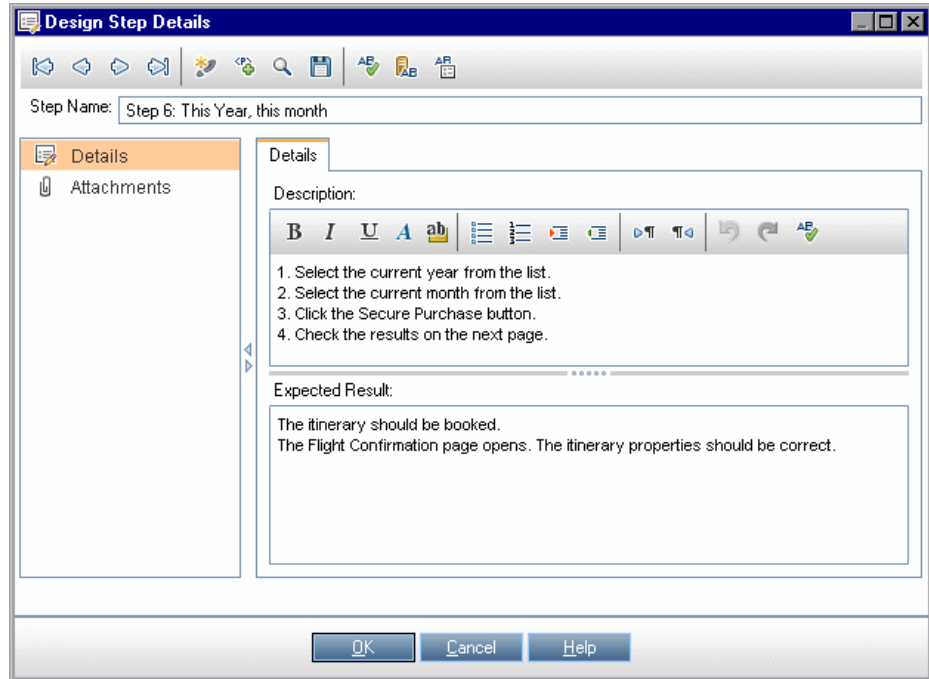 Design Step Details
Step Name: Step 6: This Year, this month
Details
Attachments
Details
Description:
B I U A ab
1. Select the current year from the list.
2. Select the current month from the list.
3. Click the Secure Purchase button.
4. Check the results on the next page.
Expected Result:
The itinerary should be booked.
The Flight Confirmation page opens. The itinerary properties should be correct.
OK Cancel Help